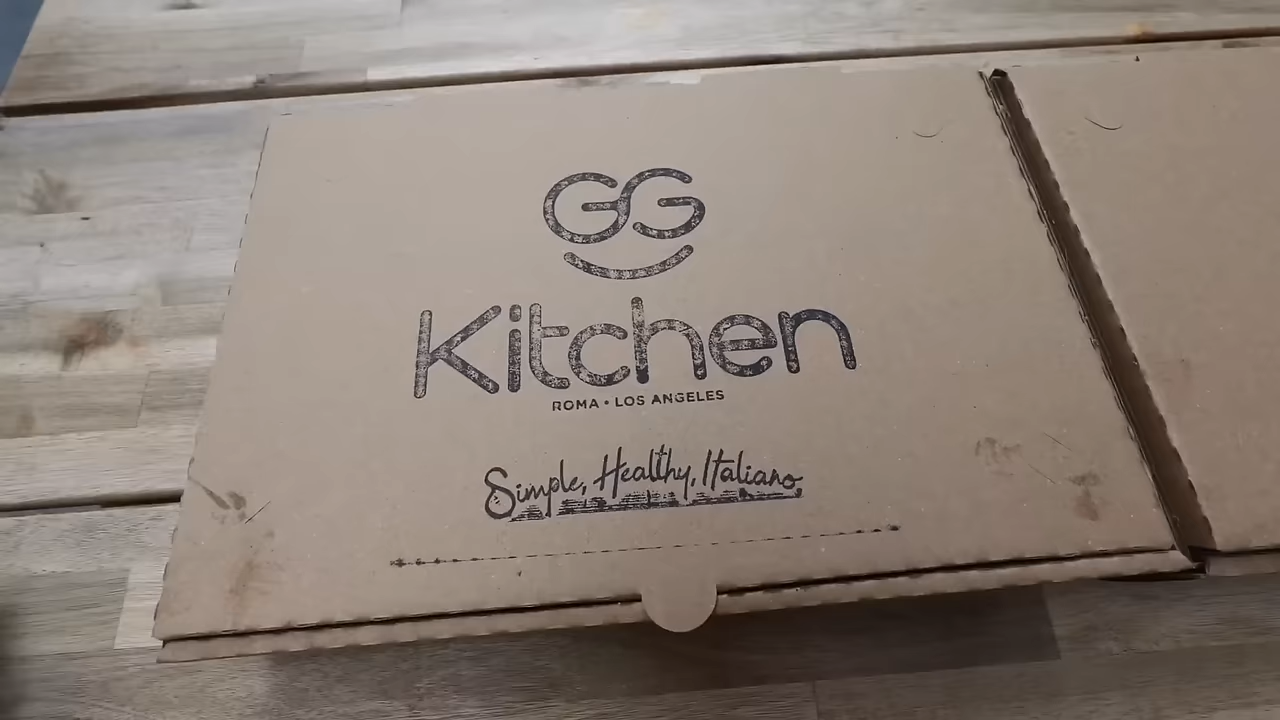 GG
Kitchen
ROMA • LOS ANGELES
Simple, Healthy, Italiano,